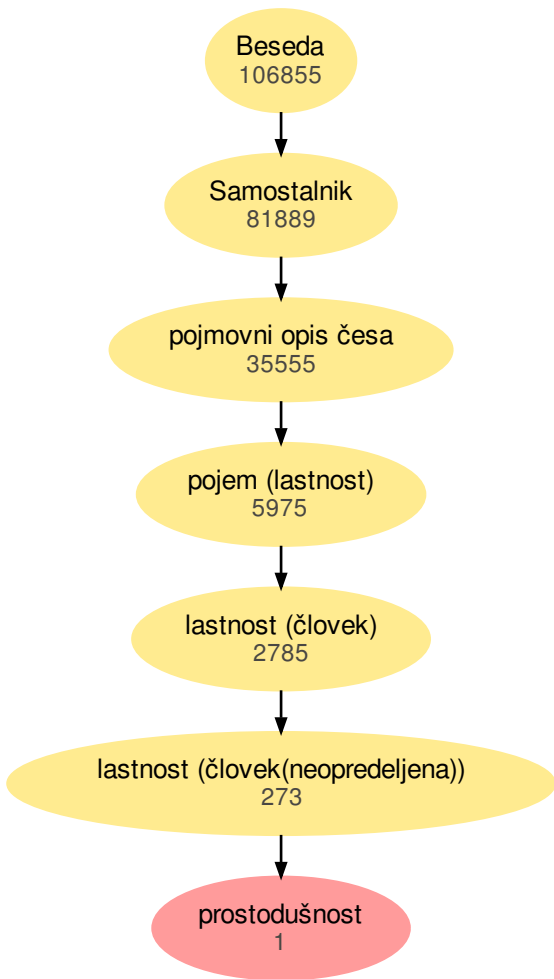 Beseda
106855
Samostalnik
81889
pojmovni opis česa
35555
pojem (lastnost)
5975
lastnost (človek)
2785
lastnost (človek(neopredeljena))
273
prostodušnost
1